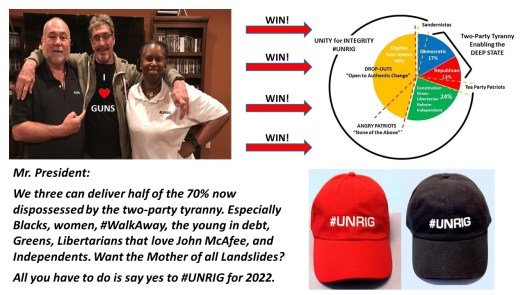 I
GUNS
WIN!
WIN!
WIN!
WIN!
Sandernistas
UNITY for INTEGRITY
#UNRIG
Two-Party Tyranny
Enabling the
DEEP STATE
Eligible
Non-Voters
Democratic
17%
Republican
13%
DROP-OUTS
"Open to Authentic Change"
Tea Party Patriots
24%
Constitution
Green
Libertarian
Reform
Independent
ANGRY PATRIOTS
"None of the Above"
Mr. President:
We three can deliver half of the 70% now
dispossessed by the two-party tyranny. Especially
Blacks, women, #WalkAway, the young in debt,
Greens, Libertarians that love John McAfee, and
Independents. Want the Mother of all Landslides?
All you have to do is say yes to #UNRIG for 2022.
#UNRIG
#UNRIG